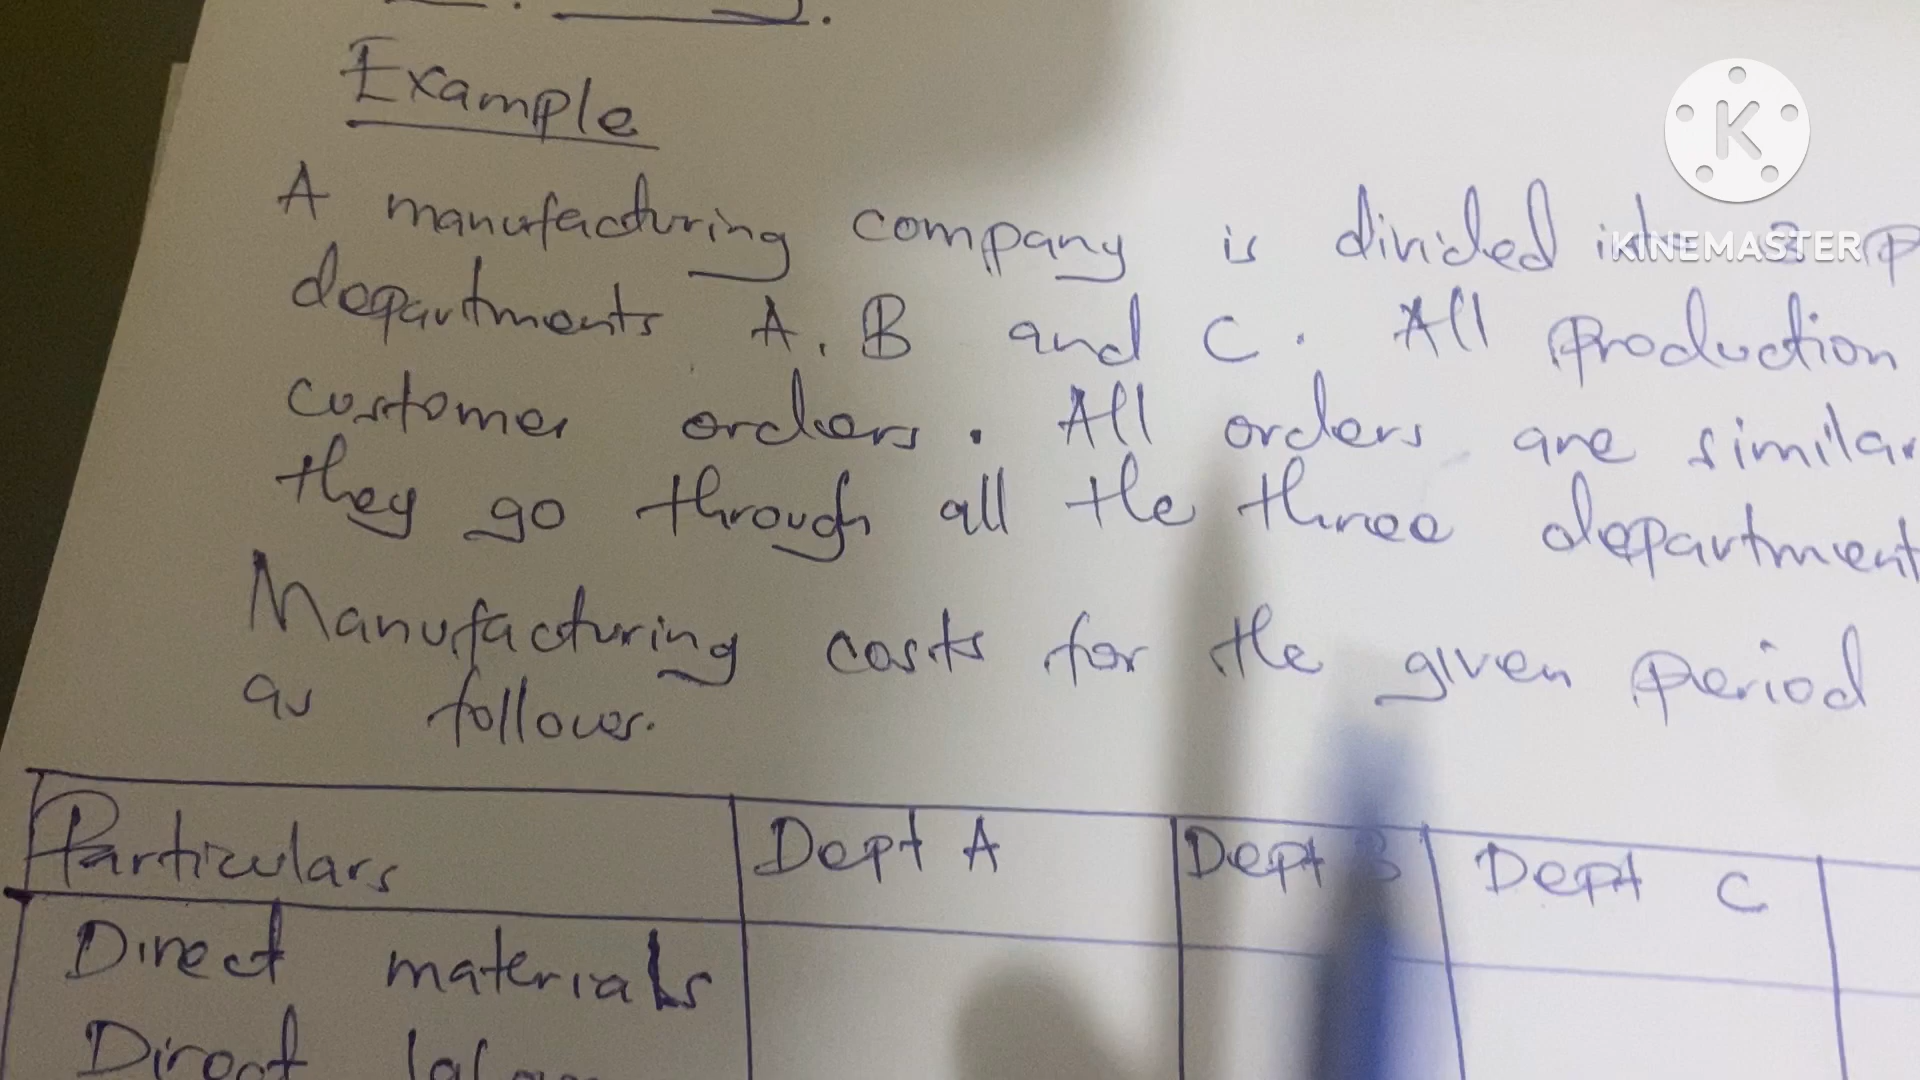 Example
A manufacturing company is divided into 3 p
departments A, B and C. All production
customer orders. All orders are similar
they go through all the three department
Manufacturing costs for the given period
as follows.
Particulars Dept A Dept B Dept C
Direct materials
Direct
K
KINEMASTER